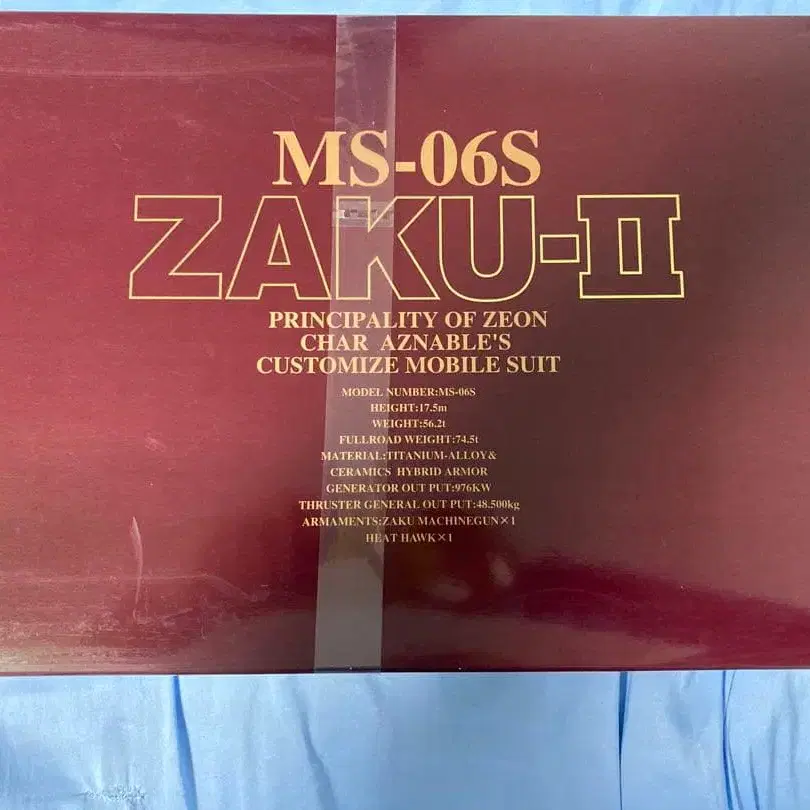 MS-06S
ZAKU-II
PRINCIPALITY OF ZEON
CHAR AZNABLE'S
CUSTOMIZE MOBILE SUIT
MODEL NUMBER:MS-06S
HEIGHT:17.5m
WEIGHT:56.2t
FULLROAD WEIGHT:74.5t
MATERIAL:TITANIUM-ALLOY&
CERAMICS HYBRID ARMOR
GENERATOR OUT PUT:976KW
THRUSTER GENERAL OUT PUT:48.500kg
ARMAMENTS:ZAKU MACHINEGUN×1
HEAT HAWK×1